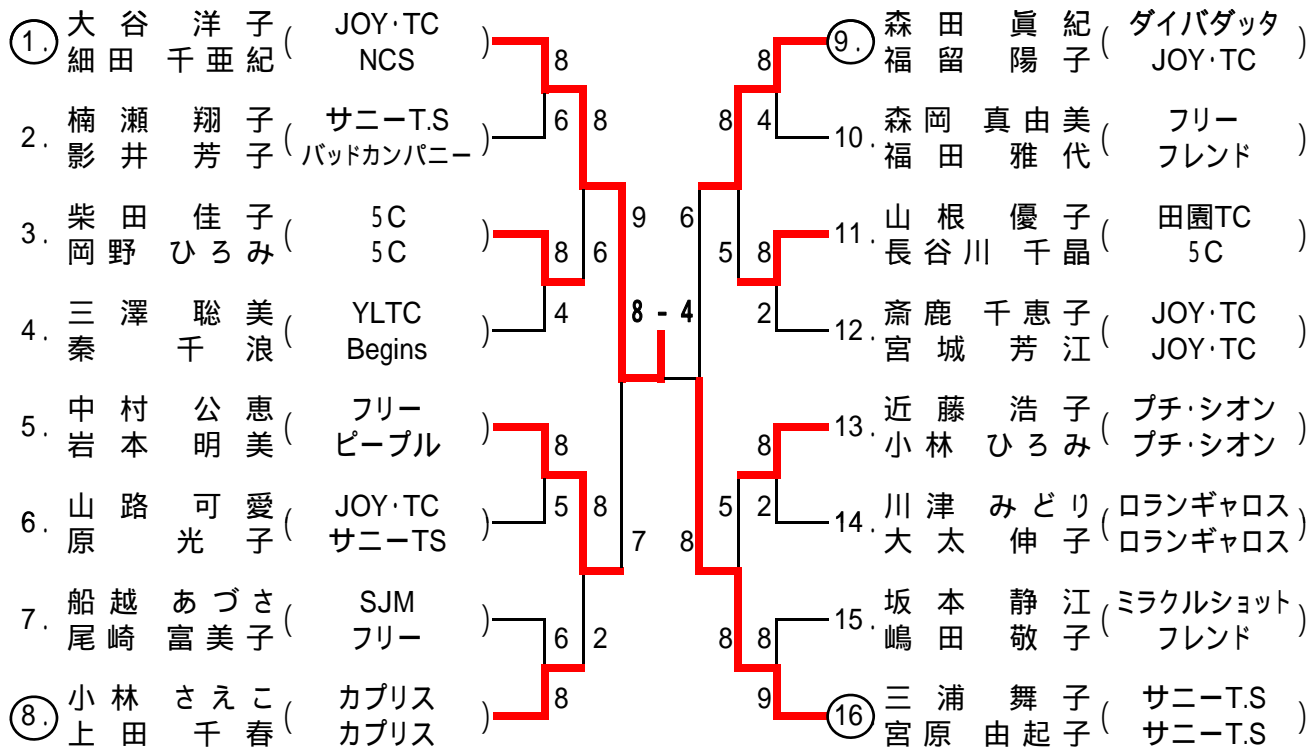 1. 大谷 洋子 ( JOY・TC )
細田 千亜紀 NCS
8
6
8
2. 楠瀬 翔子 ( サニーT.S )
影井 芳子 バッドカンパニー
9
3. 柴田 佳子 ( 5C )
岡野 ひろみ 5C
8
6
4
4. 三澤 聡美 ( YLTC )
秦 千浪 Begins
8 - 4
5. 中村 公恵 ( フリー )
岩本 明美 ピープル
8
5
8
6. 山路 可愛 ( JOY・TC )
原 光子 サニーTS
7
7. 船越 あづさ ( SJM )
尾崎 富美子 フリー
6
2
8
8. 小林 さえこ ( カプリス )
上田 千春 カプリス
9. 森田 眞紀 ( ダイバダッタ )
福留 陽子 JOY・TC
8
8
4
10. 森岡 真由美 ( フリー )
福田 雅代 フレンド
6
11. 山根 優子 ( 田園TC )
長谷川 千晶 5C
5
8
2
12. 斎鹿 千恵子 ( JOY・TC )
宮城 芳江 JOY・TC
13. 近藤 浩子 ( プチ・シオン )
小林 ひろみ プチ・シオン
8
5
2
14. 川津 みどり ( ロランギャロス )
大太 伸子 ロランギャロス
8
15. 坂本 静江 ( ミラクルショット )
嶋田 敬子 フレンド
8
8
9
16 三浦 舞子 ( サニーT.S )
宮原 由起子 サニーT.S